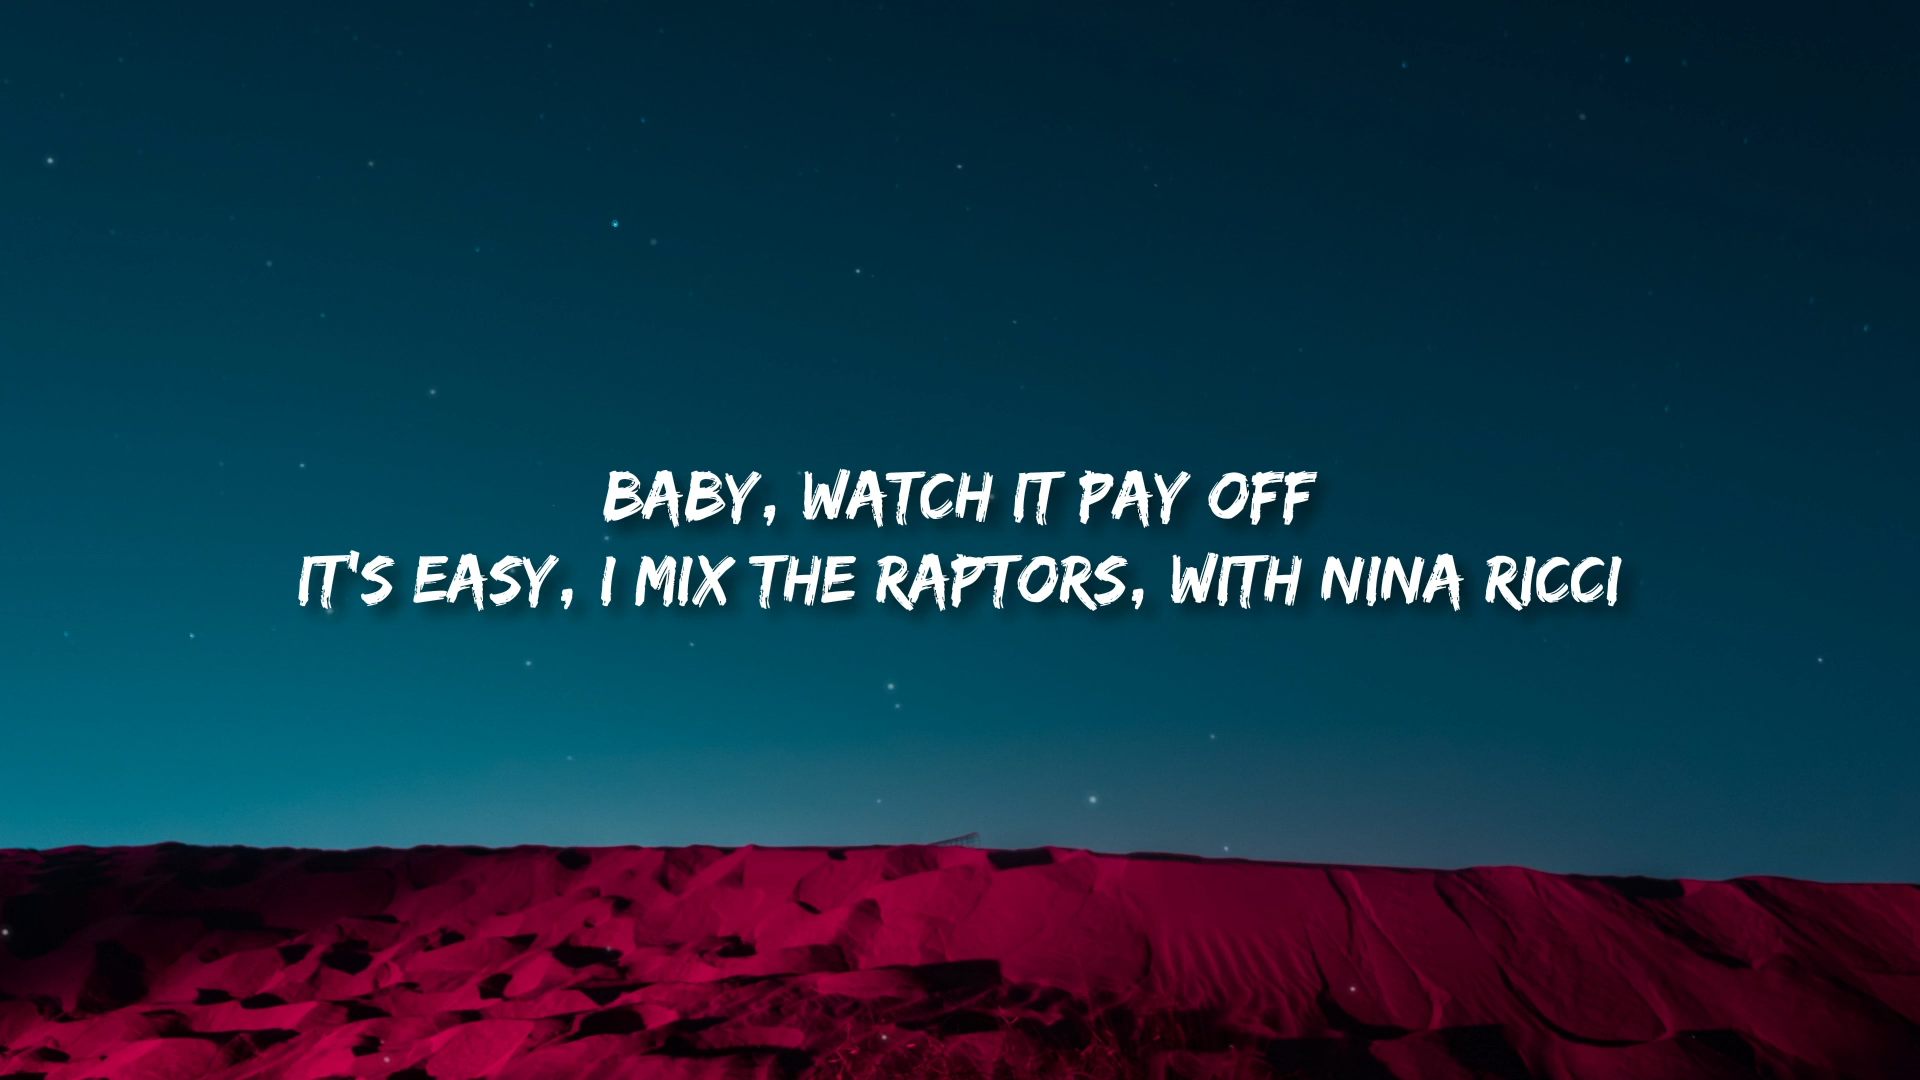 BABY, WATCH IT PAY OFF
IT'S EASY, I MIX THE RAPTORS, WITH NINA RICCI